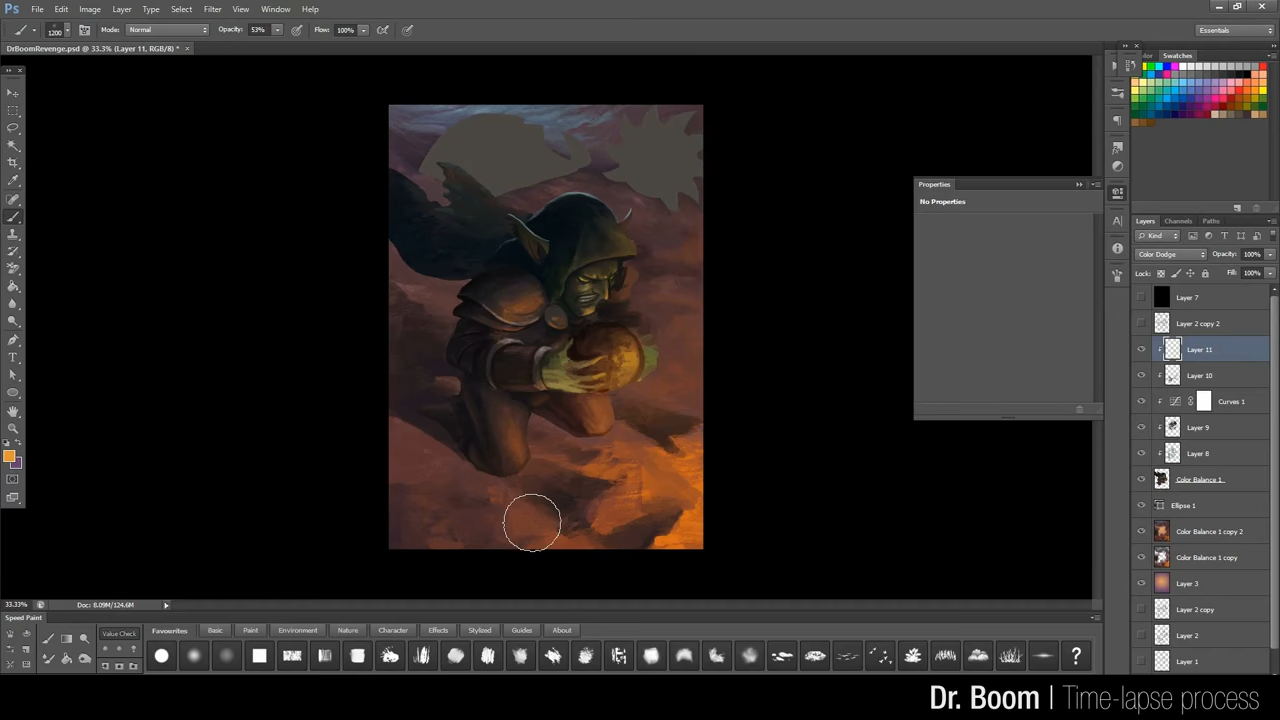 Ps File Edit Image Layer Type Select Filter View Window Help
1200 Mode: Normal Opacity: 53% Flow: 100% Essentials
DrBoomRevenge.psd @ 33.3% (Layer 11, RGB/8) * ×
Swatches
Properties
No Properties
Layers Channels Paths
Kind
Color Dodge Opacity: 100%
Lock: Fill: 100%
Layer 7
Layer 2 copy 2
Layer 11
Layer 10
Curves 1
Layer 9
Layer 8
Color Balance 1
Ellipse 1
Color Balance 1 copy 2
Color Balance 1 copy
Layer 3
Layer 2 copy
Layer 2
Layer 1
33.33% Doc: 8.09M/124.6M
Speed Paint
Value Check Favourites Basic Paint Environment Nature Character Effects Stylized Guides About
?
Dr. Boom | Time-lapse process